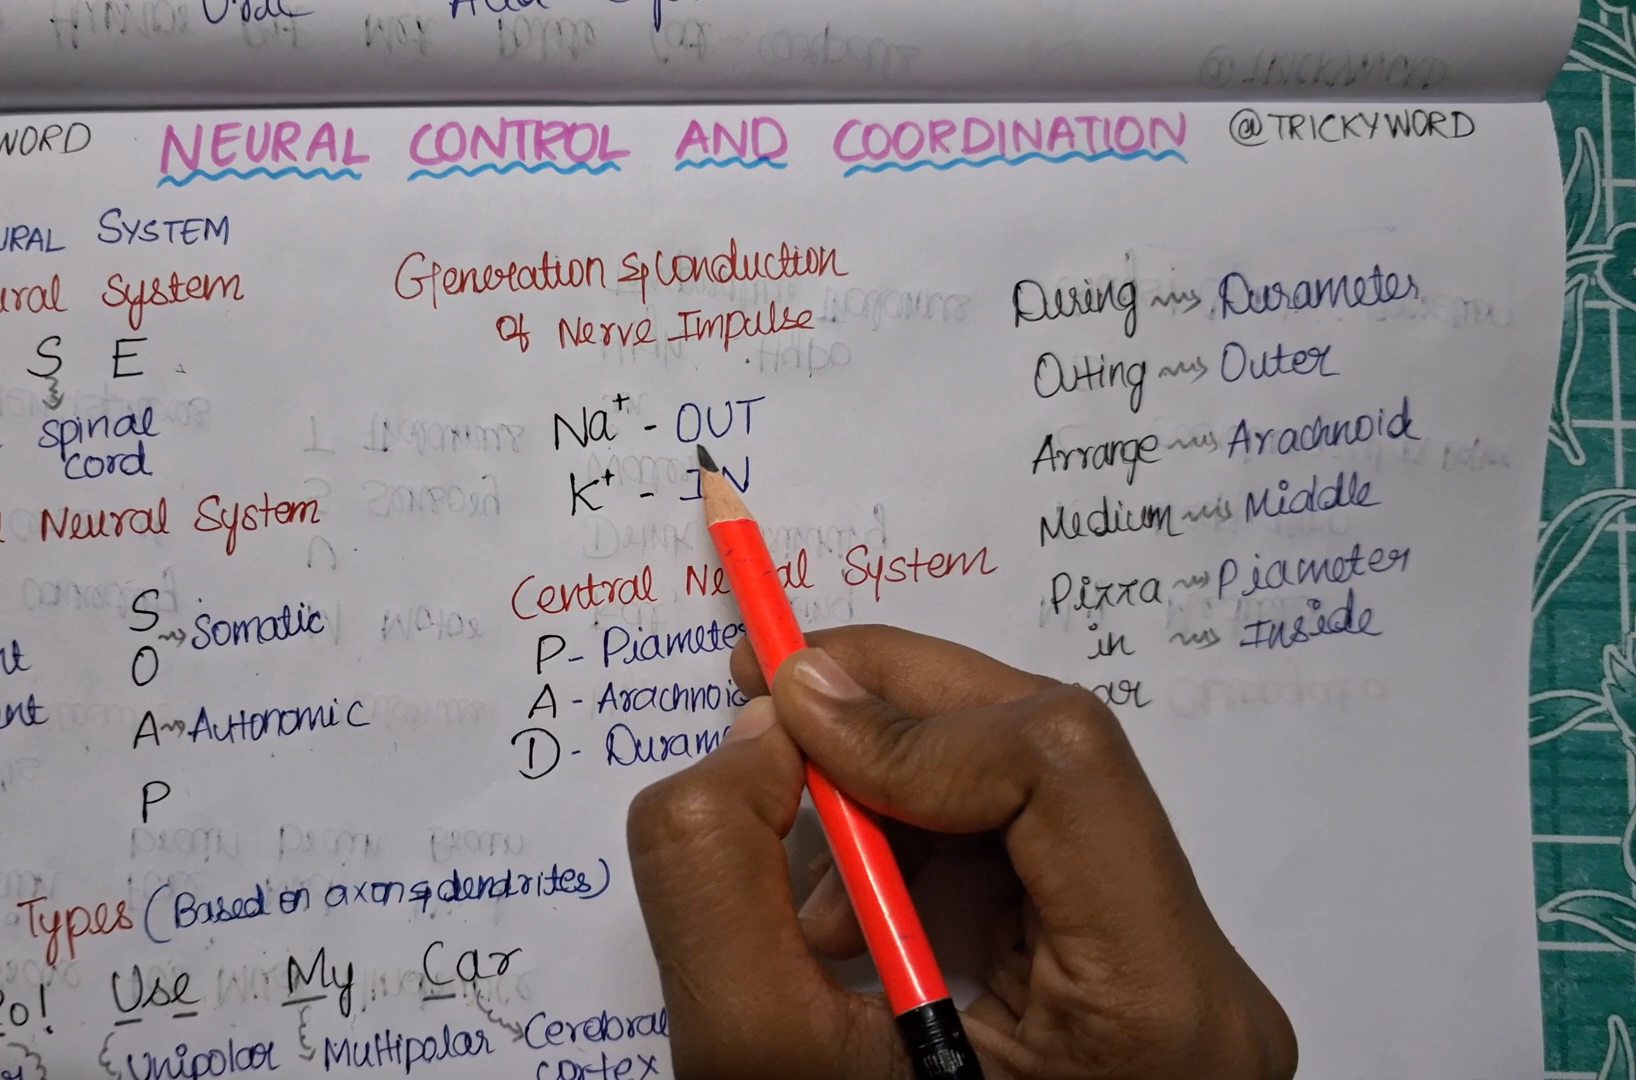 WORD NEURAL CONTROL AND COORDINATION @TRICKYWORD
URAL SYSTEM
ural System
S E
spinal
cord
Neural System
S
Somatic
O
A Autonomic
P
Generation & Conduction
Of Nerve Impulse
Na⁺ - OUT
K⁺ - IN
Central Neural System
P - Piameter
A - Arachnoid
D - Durame
During Durameter
Outing Outer
Arrange Arachnoid
Medium Middle
Pizza Piameter
in Inside
ar
Types (Based on axon & dendrites)
Use My Car
Unipolar Multipolar Cerebral
cortex